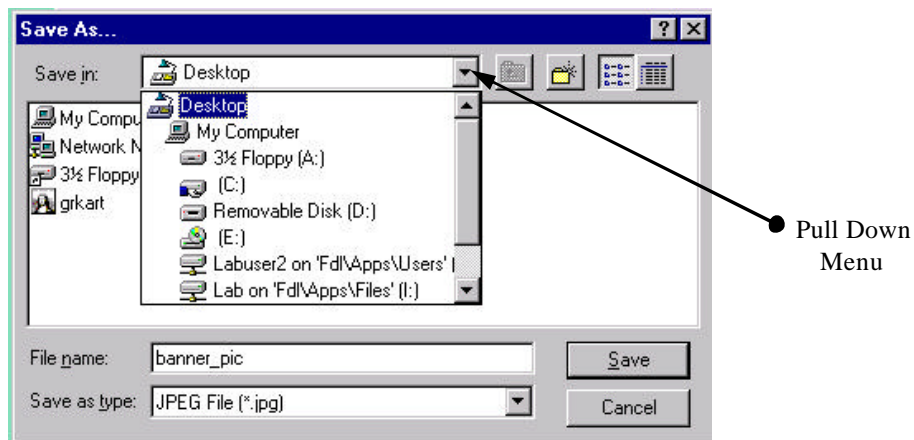 Save As...
Save in: Desktop
Desktop
My Computer
3½ Floppy (A:)
(C:)
Removable Disk (D:)
(E:)
Labuser2 on 'Fdl\Apps\Users' (
Lab on 'Fdl\Apps\Files' (I:)
My Compu
Network N
3½ Floppy
grkart
Pull Down
Menu
File name: banner_pic
Save
Save as type: JPEG File (*.jpg)
Cancel